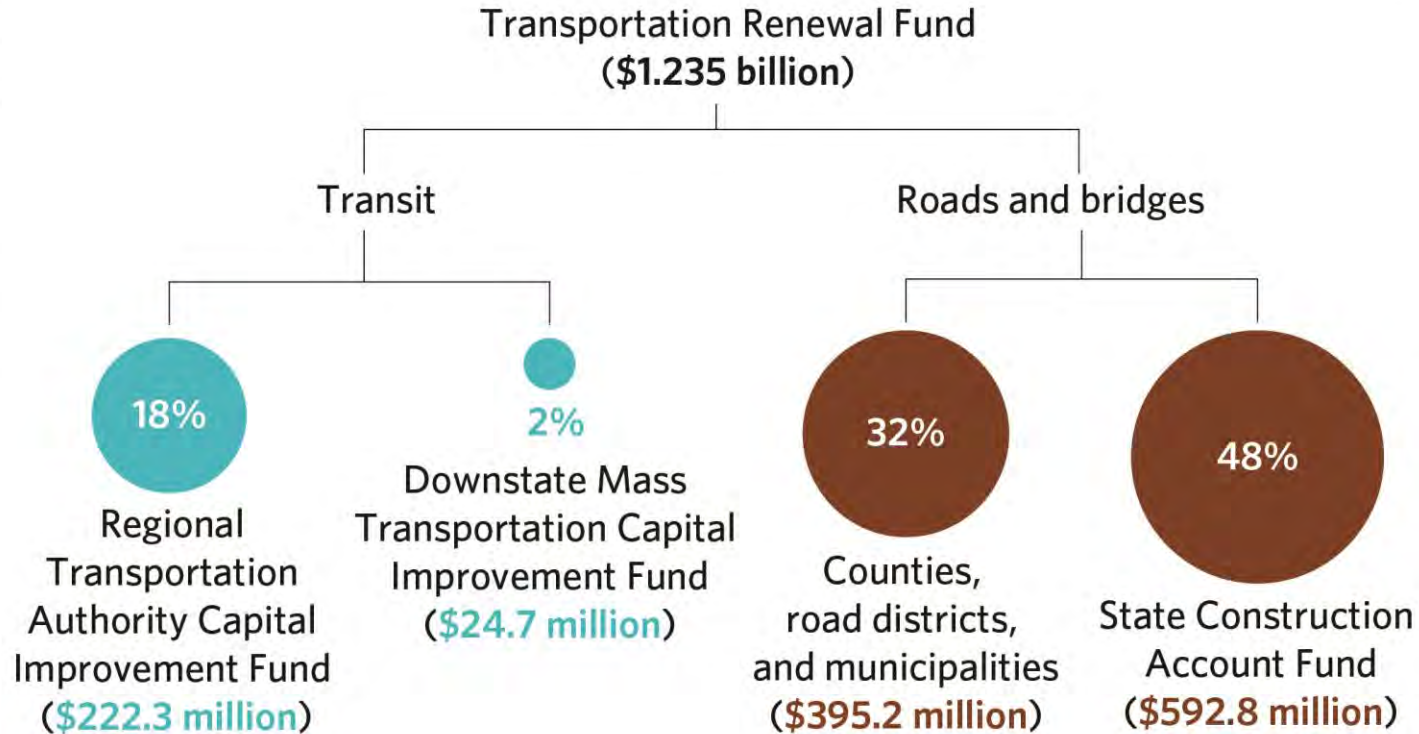 Transportation Renewal Fund
($1.235 billion)
Transit
Roads and bridges
18%
Regional
Transportation
Authority Capital
Improvement Fund
($222.3 million)
2%
Downstate Mass
Transportation Capital
Improvement Fund
($24.7 million)
32%
Counties,
road districts,
and municipalities
($395.2 million)
48%
State Construction
Account Fund
($592.8 million)